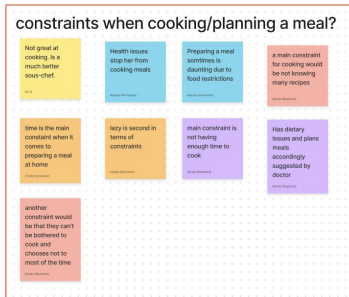 constraints when cooking/planning a meal?
Not great at
cooking. Is a
much better
sous-chef.
Health issues
stop her from
cooking meals
Preparing a meal
somtimes is
daunting due to
food restrictions
a main constraint
for cooking would
be not knowing
many recipes
time is the main
constaint when it
comes to
preparing a meal
at home
lazy is second in
terms of
constraints
main constraint is
not having
enough time to
cook
Has dietary
issues and plans
meals
accordingly
suggested by
doctor
another
constraint would
be that they can't
be bothered to
cook and
chooses not to
most of the time